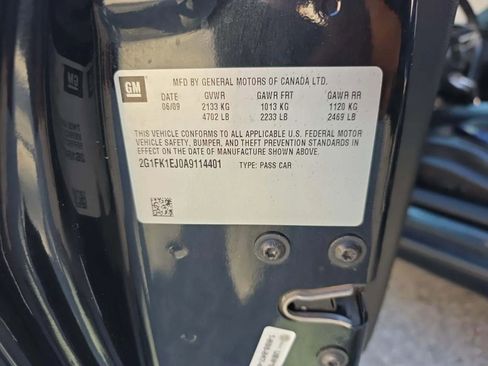 GM
MFD BY GENERAL MOTORS OF CANADA LTD.
DATE GVWR GAWR FRT GAWR RR
06/09 2133 KG 1013 KG 1120 KG
4702 LB 2233 LB 2469 LB
THIS VEHICLE CONFORMS TO ALL APPLICABLE U.S. FEDERAL MOTOR
VEHICLE SAFETY, BUMPER, AND THEFT PREVENTION STANDARDS
IN EFFECT ON THE DATE OF MANUFACTURE SHOWN ABOVE.
2G1FK1EJ0A9114401 TYPE: PASS CAR